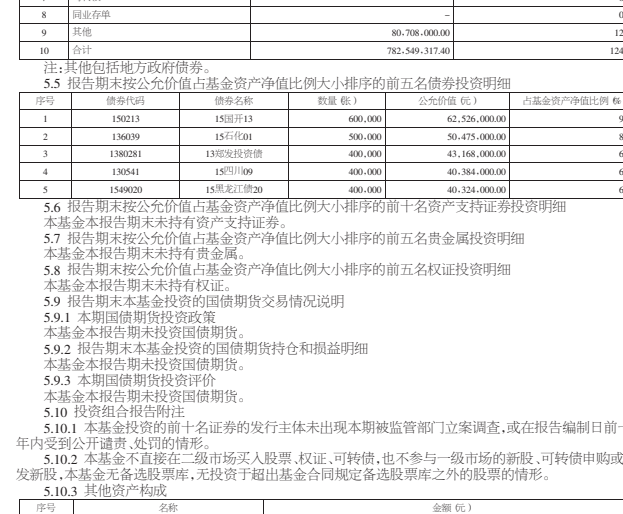 8 同业存单 – 0
9 其他 80,708,000.00 12
10 合计 782,549,317.40 124
注:其他包括地方政府债券。
5.5 报告期末按公允价值占基金资产净值比例大小排序的前五名债券投资明细
序号 债券代码 债券名称 数量(张) 公允价值(元) 占基金资产净值比例(%
1 150213 15国开13 600,000 62,526,000.00 9
2 136039 15石化01 500,000 50,475,000.00 8
3 1380281 13郑发投资债 400,000 43,168,000.00 6
4 130541 15四川09 400,000 40,384,000.00 6
5 1549020 15黑龙江债20 400,000 40,324,000.00 6
5.6 报告期末按公允价值占基金资产净值比例大小排序的前十名资产支持证券投资明细
本基金本报告期末未持有资产支持证券。
5.7 报告期末按公允价值占基金资产净值比例大小排序的前五名贵金属投资明细
本基金本报告期末未持有贵金属。
5.8 报告期末按公允价值占基金资产净值比例大小排序的前五名权证投资明细
本基金本报告期末未持有权证。
5.9 报告期末本基金投资的国债期货交易情况说明
5.9.1 本期国债期货投资政策
本基金本报告期未投资国债期货。
5.9.2 报告期末本基金投资的国债期货持仓和损益明细
本基金本报告期末未投资国债期货。
5.9.3 本期国债期货投资评价
本基金本报告期未投资国债期货。
5.10 投资组合报告附注
5.10.1 本基金投资的前十名证券的发行主体未出现本期被监管部门立案调查,或在报告编制日前一
年内受到公开谴责、处罚的情形。
5.10.2 本基金不直接在二级市场买入股票、权证、可转债,也不参与一级市场的新股、可转债申购或
发新股,本基金无备选股票库,无投资于超出基金合同规定备选股票库之外的股票的情形。
5.10.3 其他资产构成
序号 名称 金额(元)